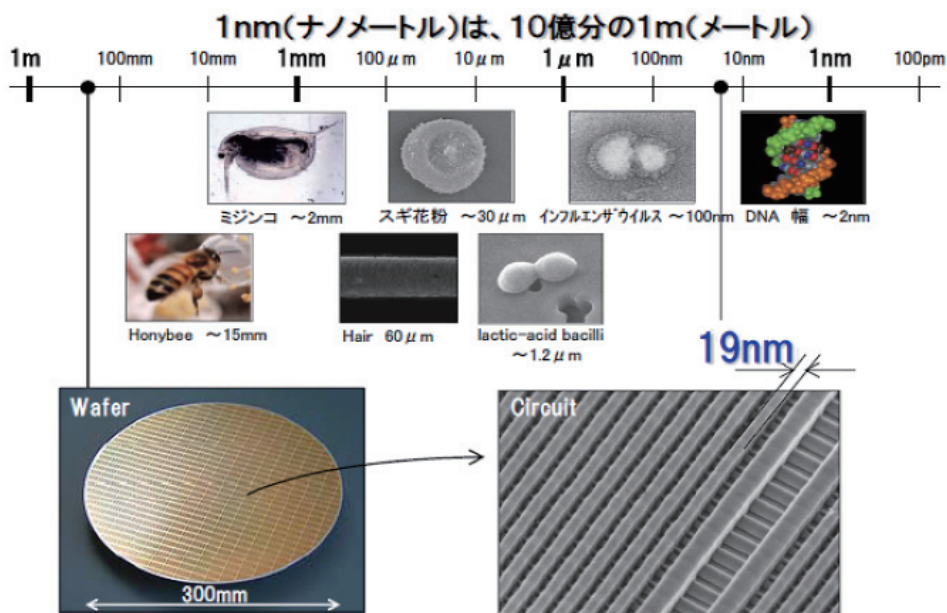 1nm(ナノメートル)は、10億分の1m(メートル)
1m 100mm 10mm 1mm 100μm 10μm 1μm 100nm 10nm 1nm 100pm
ミジンコ ～2mm
スギ花粉 ～30μm
インフルエンザウイルス ～100nm
DNA 幅 ～2nm
Honybee ～15mm
Hair 60μm
lactic-acid bacilli
～1.2μm
19nm
Wafer
Circuit
300mm